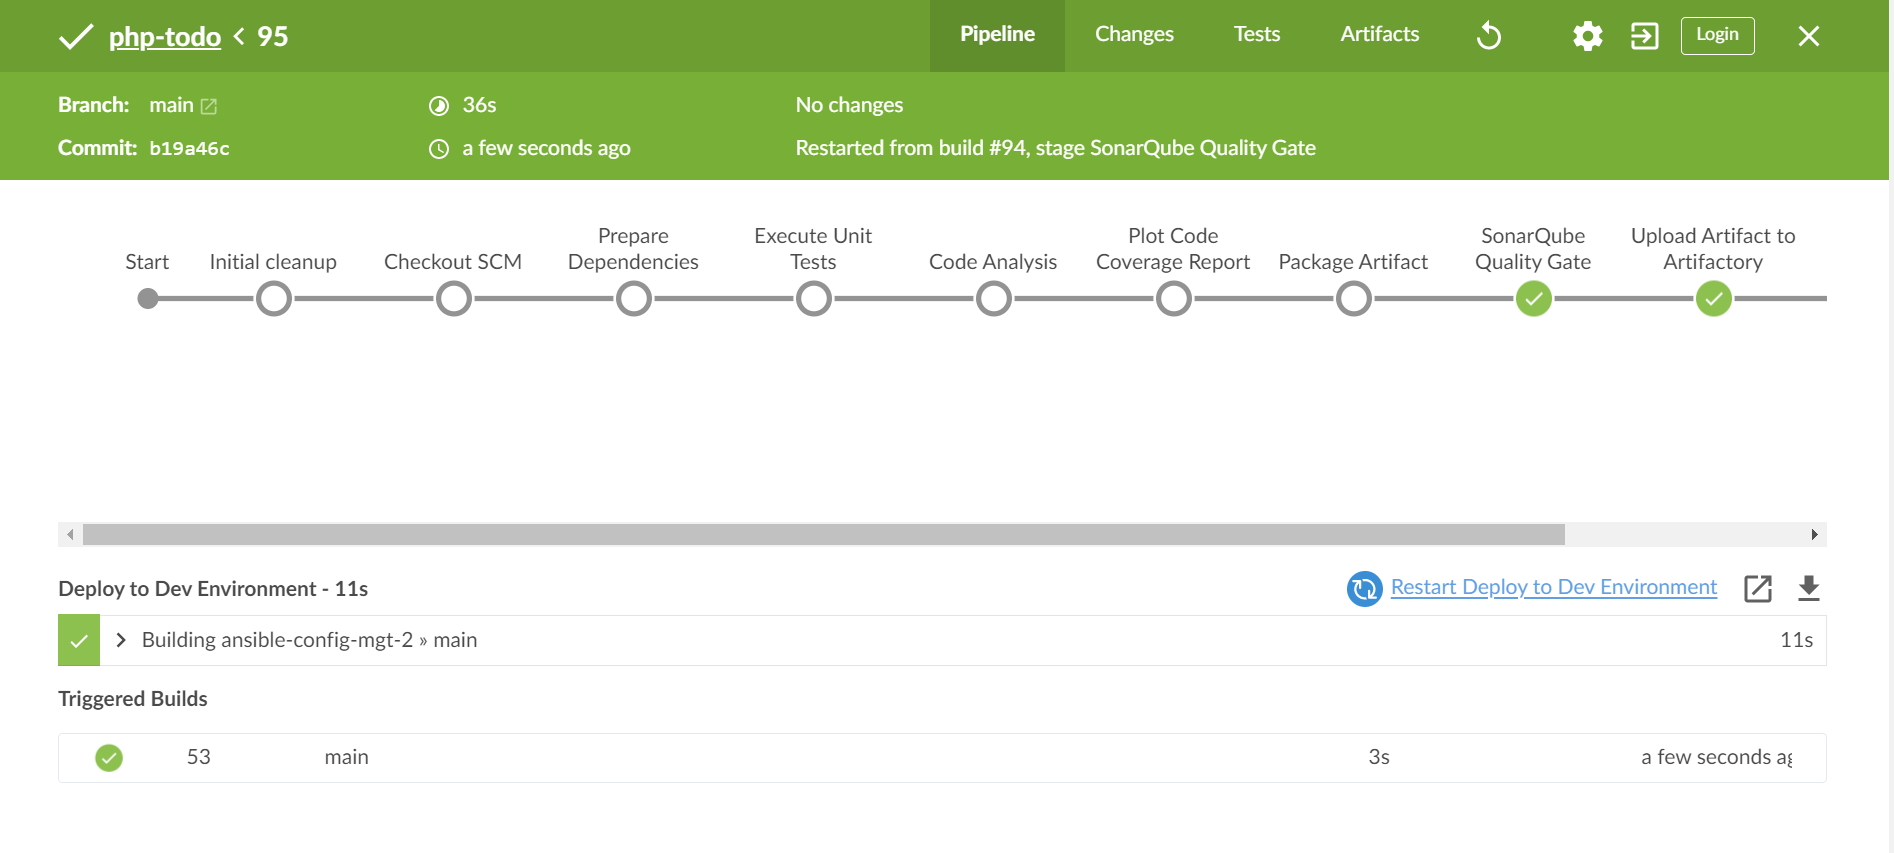 php-todo < 95
Pipeline
Changes
Tests
Artifacts
Login
Branch: main
36s
No changes
Commit: b19a46c
a few seconds ago
Restarted from build #94, stage SonarQube Quality Gate
Start
Initial cleanup
Checkout SCM
Prepare
Dependencies
Execute Unit
Tests
Code Analysis
Plot Code
Coverage Report
Package Artifact
SonarQube
Quality Gate
Upload Artifact to
Artifactory
Deploy to Dev Environment - 11s
Restart Deploy to Dev Environment
Building ansible-config-mgt-2 » main
11s
Triggered Builds
53
main
3s
a few seconds ag